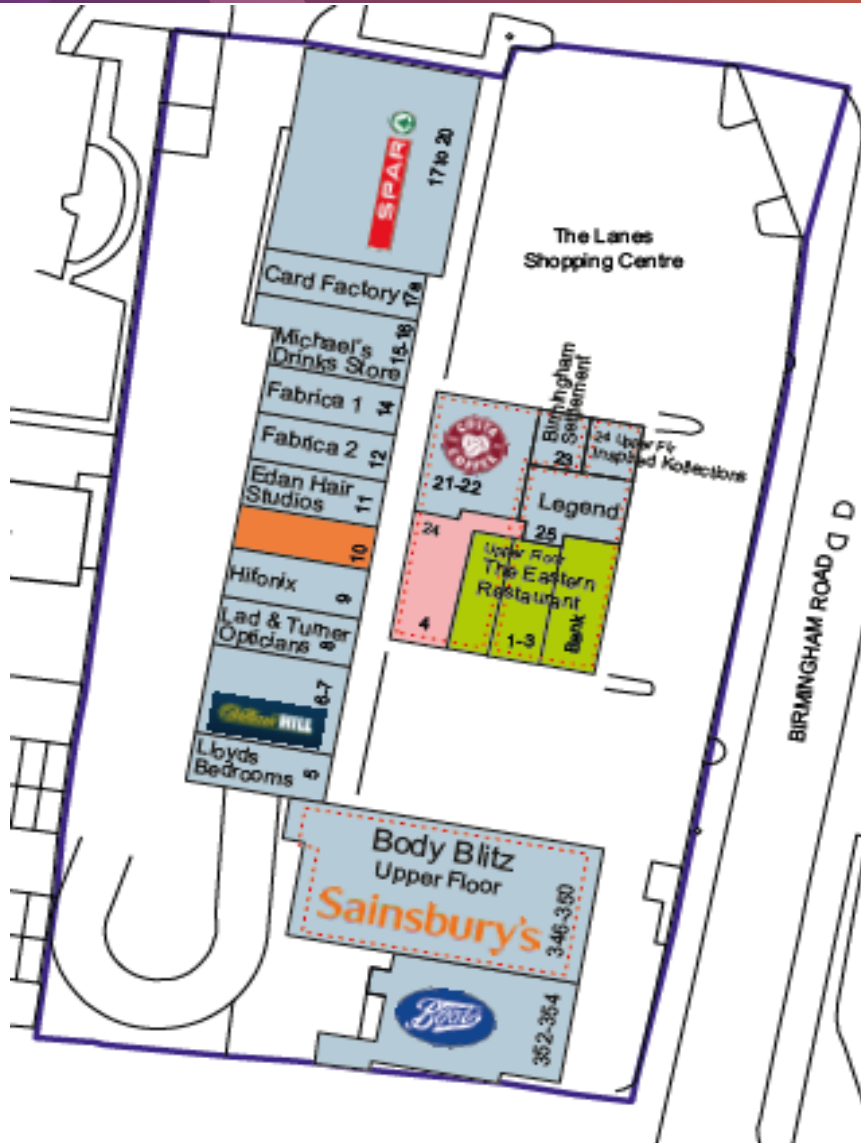 SPAR
17 to 20
The Lanes
Shopping Centre
Card Factory
17a
Michael's
Drinks Store
15-16
Fabrica 1
14
Fabrica 2
12
Edan Hair
Studios
11
10
Hifonix
9
Lad & Turner
Opticians
8
William HILL
6-7
Lloyds
Bedrooms
5
COSTA
COFFEE
21-22
Birmingham
Settlement
23
24 Upper Flr
Inspired Kollections
Legend
25
24
4
Upper Floor
The Eastern
Restaurant
1-3
Bank
BIRMINGHAM ROAD
Body Blitz
Upper Floor
Sainsbury's
346-350
Boots
352-354